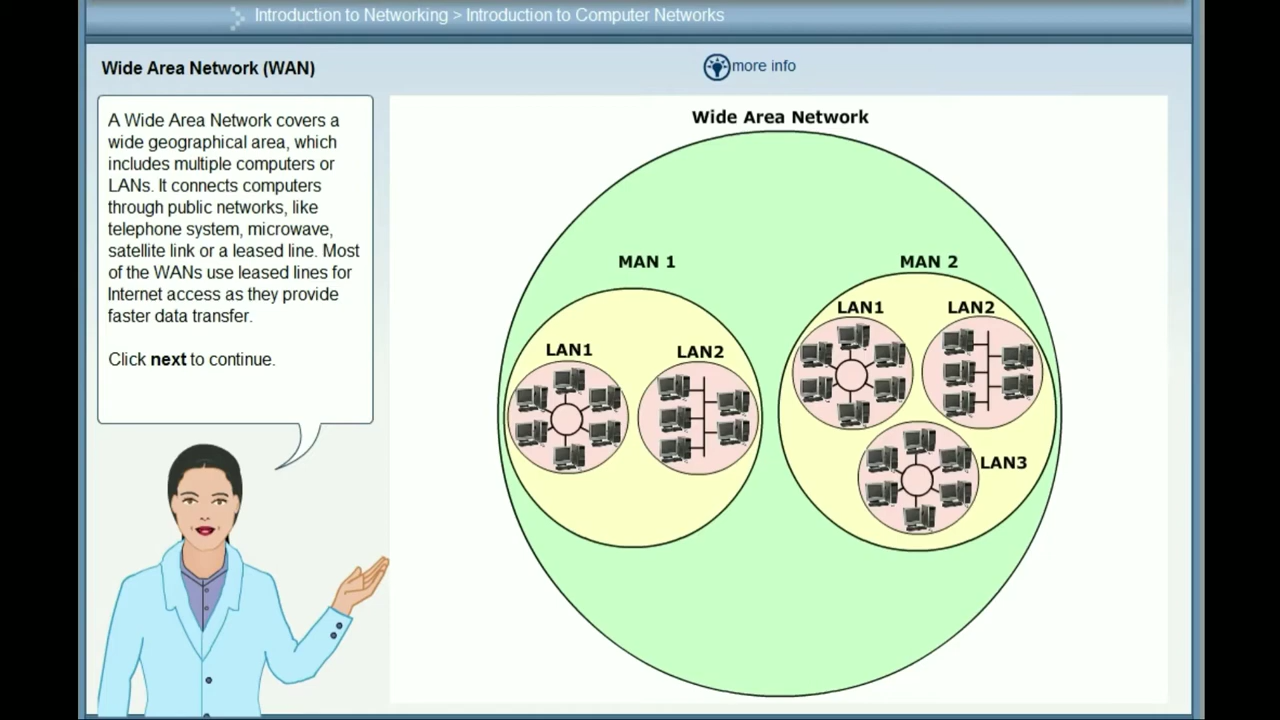 Introduction to Networking > Introduction to Computer Networks
Wide Area Network (WAN)
more info
A Wide Area Network covers a
wide geographical area, which
includes multiple computers or
LANs. It connects computers
through public networks, like
telephone system, microwave,
satellite link or a leased line. Most
of the WANs use leased lines for
Internet access as they provide
faster data transfer.
Click next to continue.
Wide Area Network
MAN 1
MAN 2
LAN1
LAN2
LAN1
LAN2
LAN3